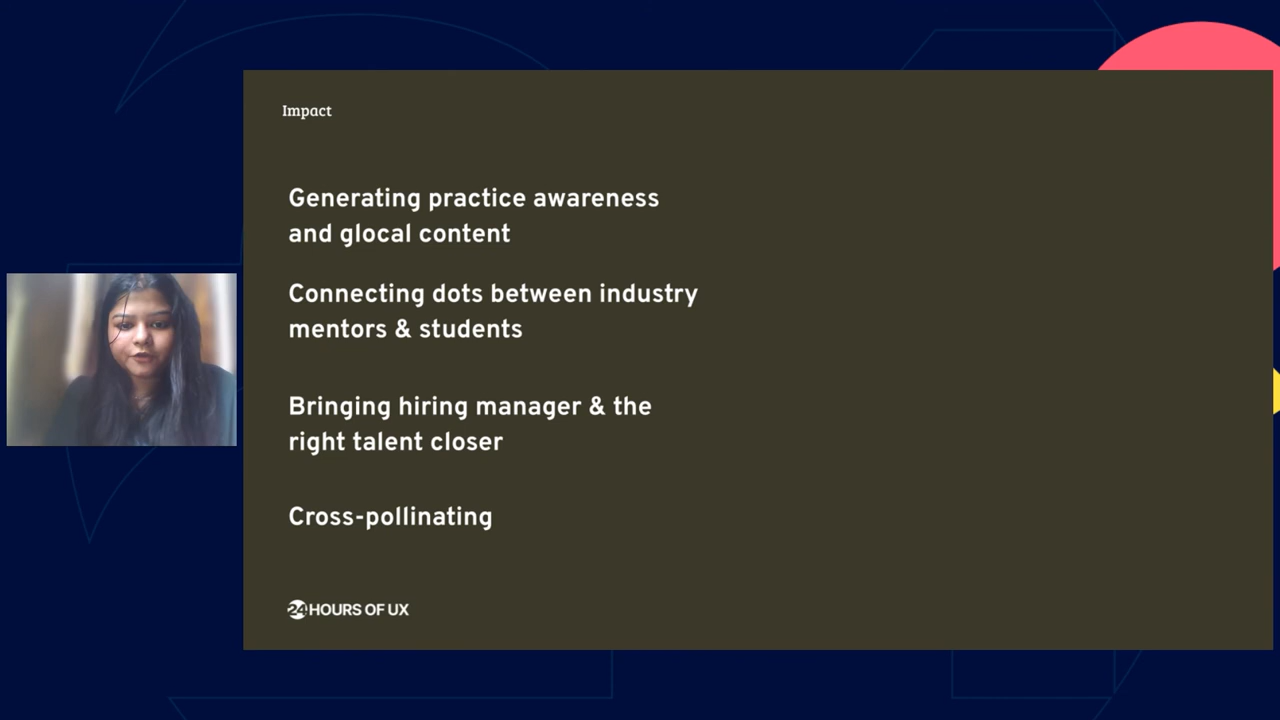 Impact
Generating practice awareness
and glocal content
Connecting dots between industry
mentors & students
Bringing hiring manager & the
right talent closer
Cross-pollinating
24 HOURS OF UX